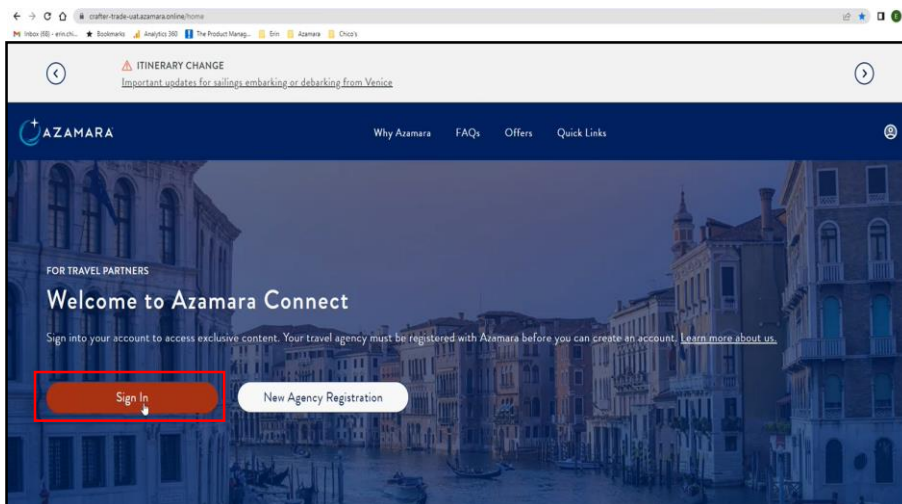 crafter-trade-uat.azamara.online/home
Inbox (68) - erin.chi... Bookmarks Analytics 360 The Product Manag... Erin Azamara Chico's
ITINERARY CHANGE
Important updates for sailings embarking or debarking from Venice
AZAMARA Why Azamara FAQs Offers Quick Links
FOR TRAVEL PARTNERS
Welcome to Azamara Connect
Sign into your account to access exclusive content. Your travel agency must be registered with Azamara before you can create an account. Learn more about us.
Sign In New Agency Registration